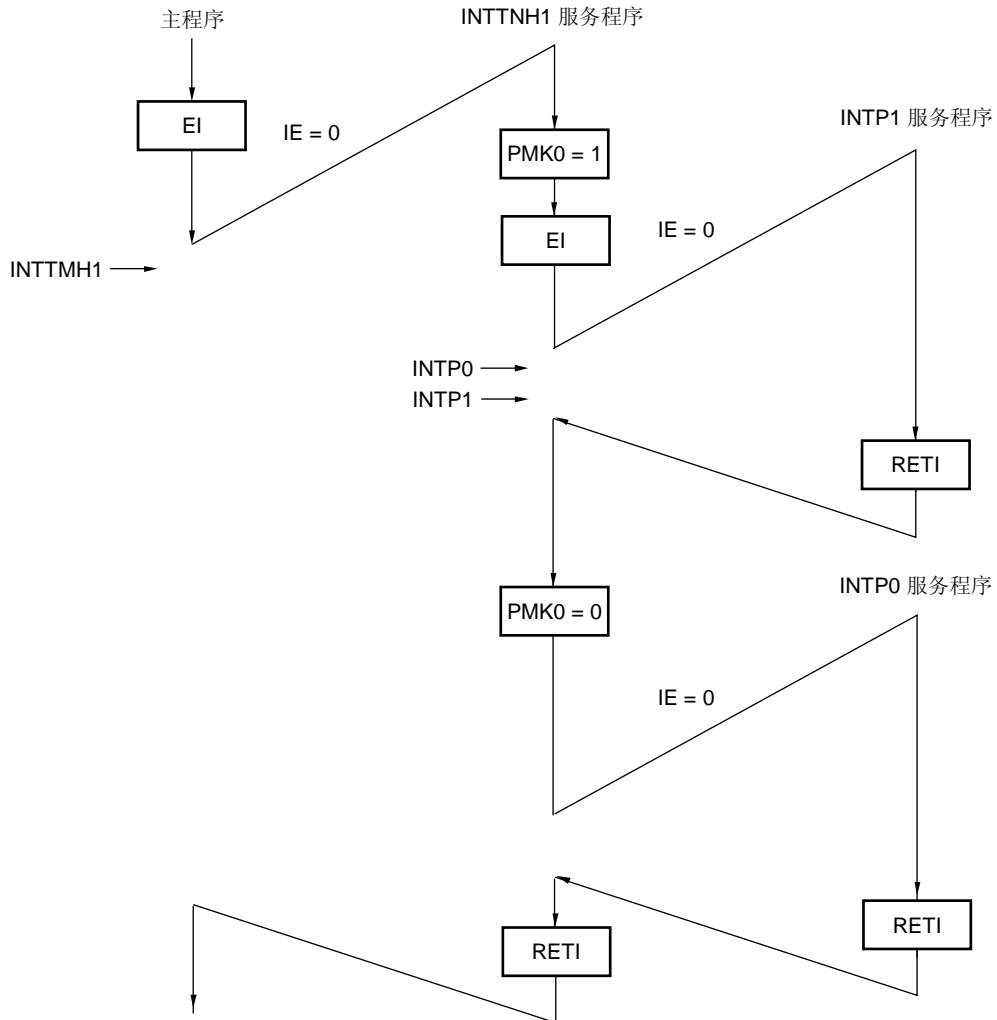 主程序
INTTNH1 服务程序
EI
IE = 0
PMK0 = 1
INTP1 服务程序
EI
IE = 0
INTTMH1
INTP0
INTP1
RETI
PMK0 = 0
INTP0 服务程序
IE = 0
RETI
RETI